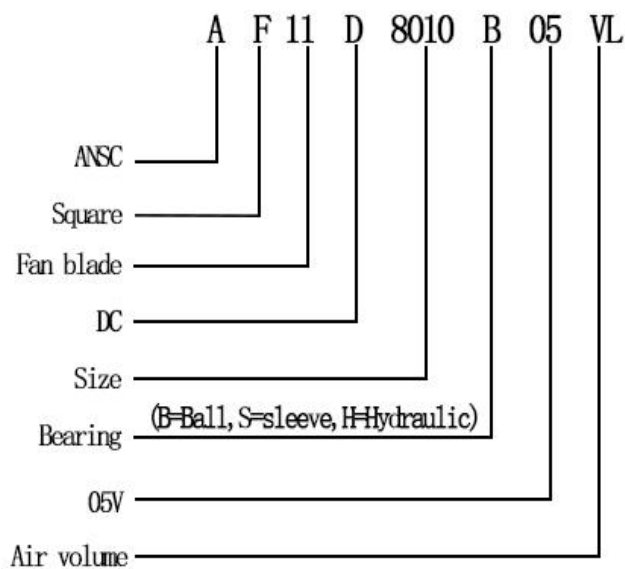 A F 11 D 8010 B 05 VL
ANSC
Square
Fan blade
DC
Size
(B=Ball, S=sleeve, H=Hydraulic)
Bearing
05V
Air volume